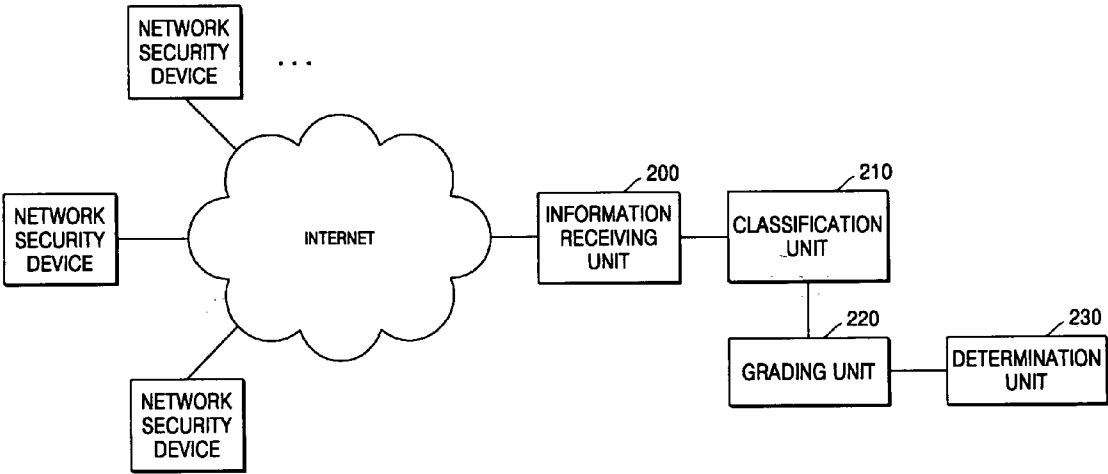 NETWORK
SECURITY
DEVICE
...
NETWORK
SECURITY
DEVICE
NETWORK
SECURITY
DEVICE
INTERNET
200
INFORMATION
RECEIVING
UNIT
210
CLASSIFICATION
UNIT
220
GRADING UNIT
230
DETERMINATION
UNIT